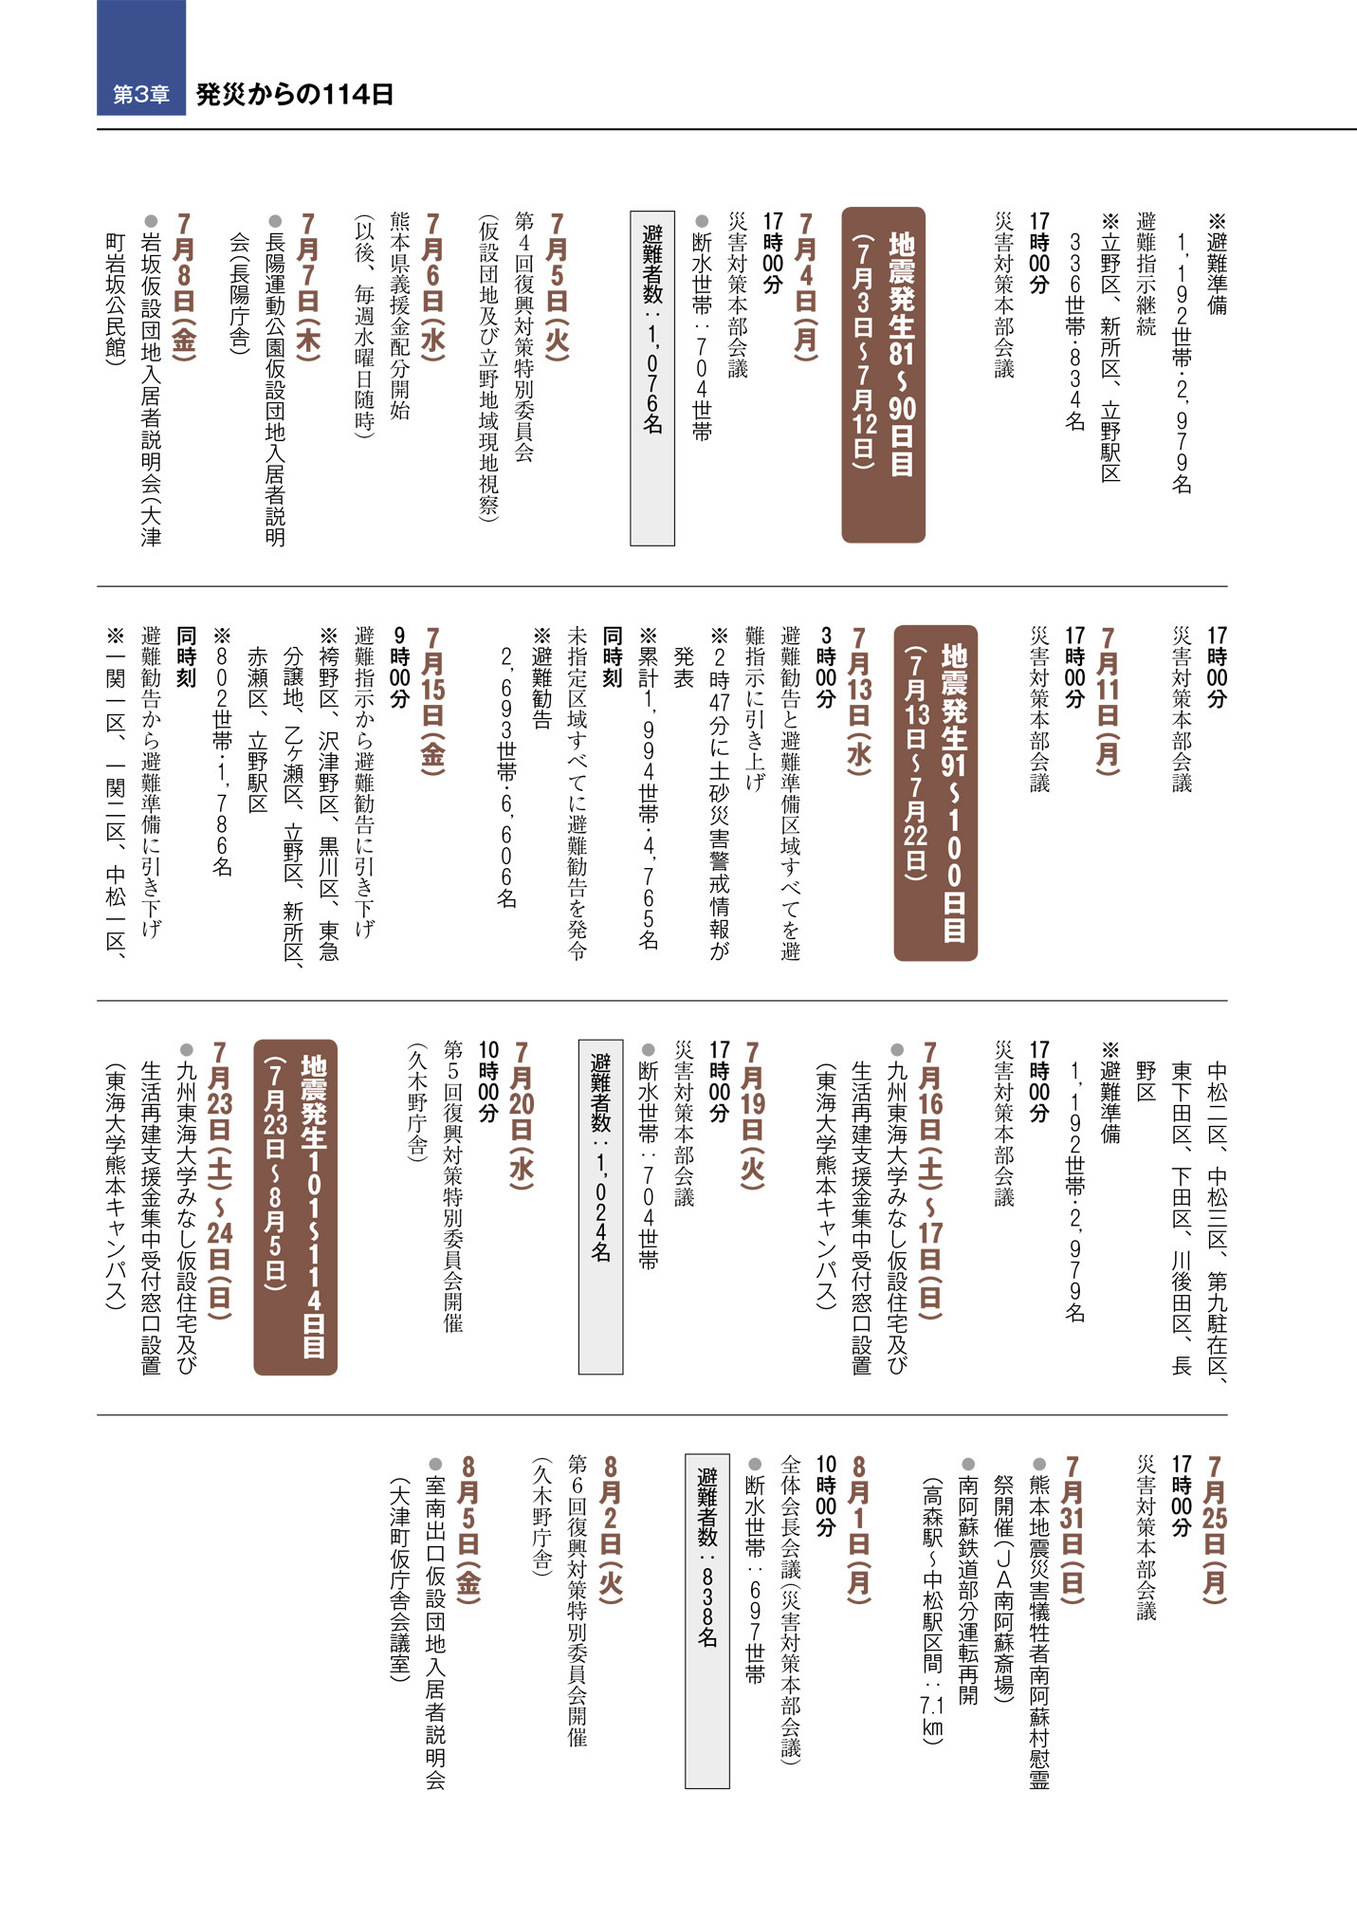 第3章 発災からの114日
※避難準備
1,192世帯・2,979名
避難指示継続
※立野区、新所区、立野駅区
336世帯・834名
17時00分
災害対策本部会議
地震発生81〜90日目
(7月3日〜7月12日)
7月4日(月)
17時00分
災害対策本部会議
●断水世帯:704世帯
避難者数:1,076名
7月5日(火)
第4回復興対策特別委員会
(仮設団地及び立野地域現地視察)
7月6日(水)
熊本県義援金配分開始
(以後、毎週水曜日随時)
7月7日(木)
●長陽運動公園仮設団地入居者説明
会(長陽庁舎)
7月8日(金)
●岩坂仮設団地入居者説明会(大津
町岩坂公民館)
17時00分
災害対策本部会議
7月11日(月)
17時00分
災害対策本部会議
地震発生91〜100日目
(7月13日〜7月22日)
7月13日(水)
3時00分
避難勧告と避難準備区域すべてを避
難指示に引き上げ
※2時47分に土砂災害警戒情報が
発表
※累計1,994世帯・4,765名
同時刻
未指定区域すべてに避難勧告を発令
※避難勧告
2,693世帯・6,606名
7月15日(金)
9時00分
避難指示から避難勧告に引き下げ
※袴野区、沢津野区、黒川区、東急
分譲地、乙ヶ瀬区、立野区、新所区、
赤瀬区、立野駅区
※802世帯・1,786名
同時刻
避難勧告から避難準備に引き下げ
※一関一区、一関二区、中松一区、
中松二区、中松三区、第九駐在区、
東下田区、下田区、川後田区、長
野区
※避難準備
1,192世帯・2,979名
17時00分
災害対策本部会議
7月16日(土)〜17日(日)
●九州東海大学みなし仮設住宅及び
生活再建支援金集中受付窓口設置
(東海大学熊本キャンパス)
7月19日(火)
17時00分
災害対策本部会議
●断水世帯:704世帯
避難者数:1,024名
7月20日(水)
10時00分
第5回復興対策特別委員会開催
(久木野庁舎)
地震発生101〜114日目
(7月23日〜8月5日)
7月23日(土)〜24日(日)
●九州東海大学みなし仮設住宅及び
生活再建支援金集中受付窓口設置
(東海大学熊本キャンパス)
7月25日(月)
17時00分
災害対策本部会議
7月31日(日)
●熊本地震災害犠牲者南阿蘇村慰霊
祭開催(JA南阿蘇斎場)
●南阿蘇鉄道部分運転再開
(高森駅〜中松駅区間:7.1km)
8月1日(月)
10時00分
全体会長会議(災害対策本部会議)
●断水世帯:697世帯
避難者数:838名
8月2日(火)
第6回復興対策特別委員会開催
(久木野庁舎)
8月5日(金)
●室南出口仮設団地入居者説明会
(大津町仮庁舎会議室)